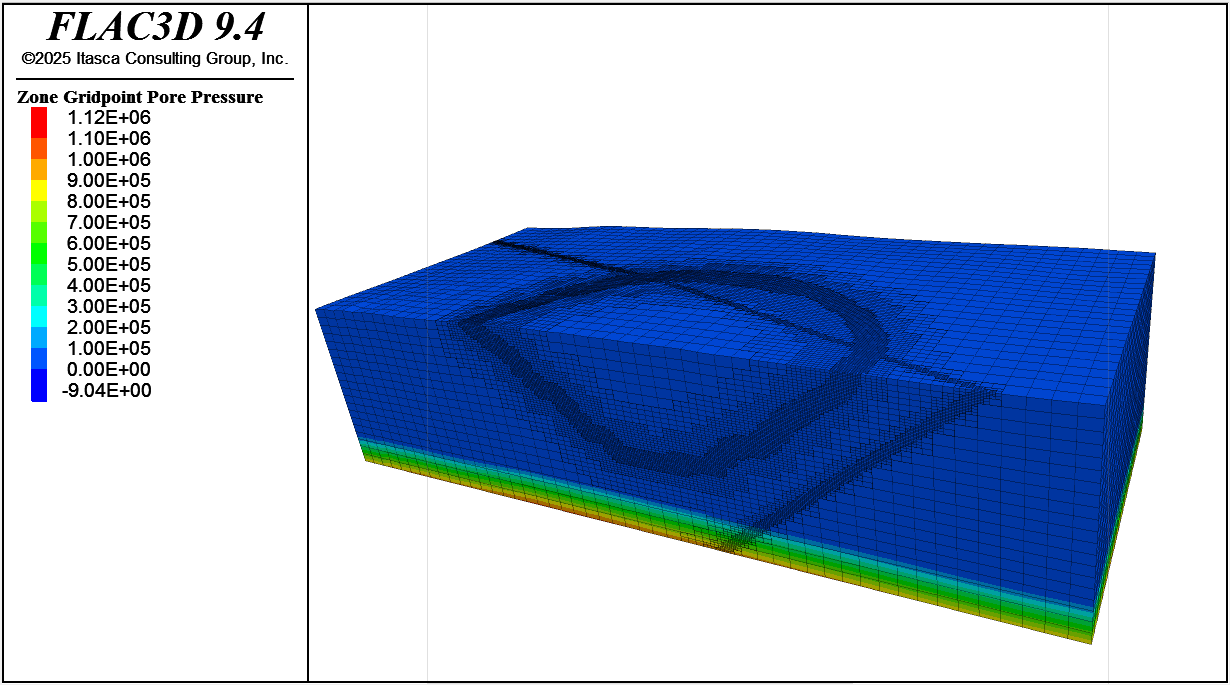 FLAC3D 9.4
©2025 Itasca Consulting Group, Inc.
Zone Gridpoint Pore Pressure
1.12E+06
1.10E+06
1.00E+06
9.00E+05
8.00E+05
7.00E+05
6.00E+05
5.00E+05
4.00E+05
3.00E+05
2.00E+05
1.00E+05
0.00E+00
-9.04E+00